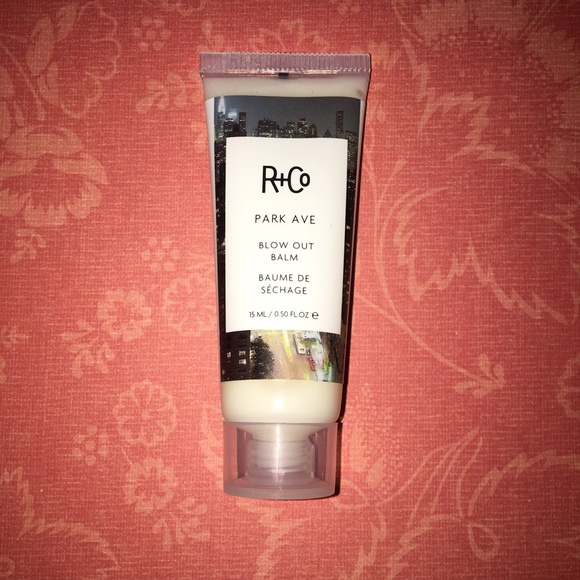 R+Co
PARK AVE
BLOW OUT
BALM
BAUME DE
SÉCHAGE
15 ML / 0.50 FL OZ ℮